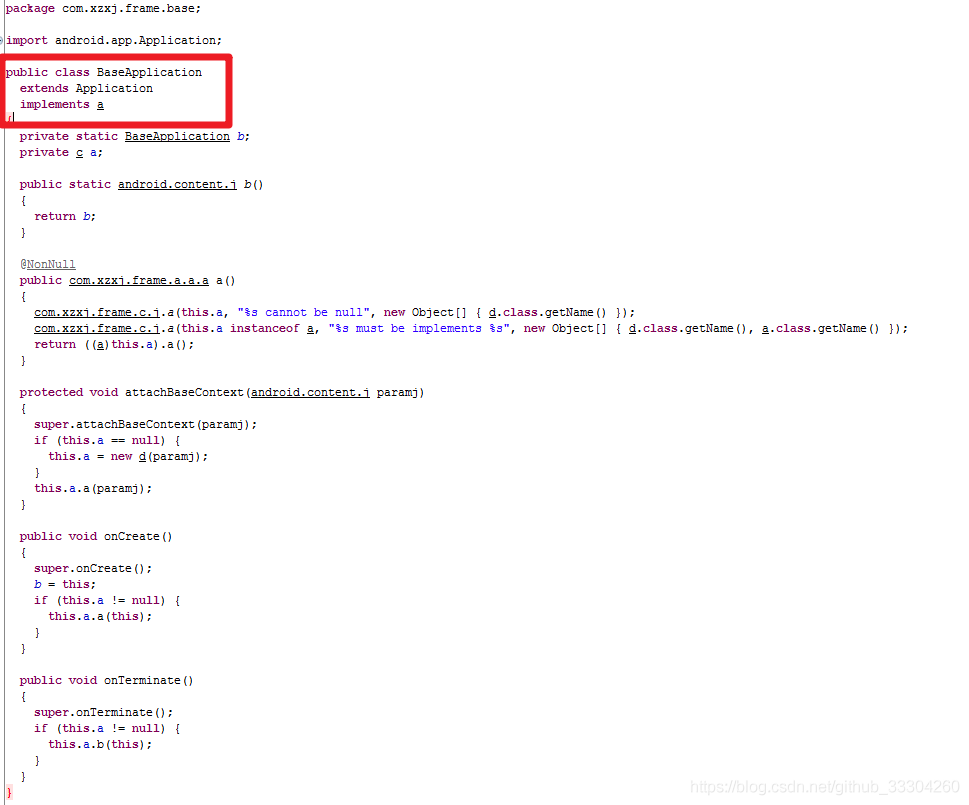 package com.xzxj.frame.base;
import android.app.Application;
public class BaseApplication
extends Application
implements a
{
private static BaseApplication b;
private c a;
public static android.content.j b()
{
return b;
}
@NonNull
public com.xzxj.frame.a.a.a a()
{
com.xzxj.frame.c.j.a(this.a, "%s cannot be null", new Object[] { d.class.getName() });
com.xzxj.frame.c.j.a(this.a instanceof a, "%s must be implements %s", new Object[] { d.class.getName(), a.class.getName() });
return ((a)this.a).a();
}
protected void attachBaseContext(android.content.j paramj)
{
super.attachBaseContext(paramj);
if (this.a == null) {
this.a = new d(paramj);
}
this.a.a(paramj);
}
public void onCreate()
{
super.onCreate();
b = this;
if (this.a != null) {
this.a.a(this);
}
}
public void onTerminate()
{
super.onTerminate();
if (this.a != null) {
this.a.b(this);
}
}
}
https://blog.csdn.net/github_33304260